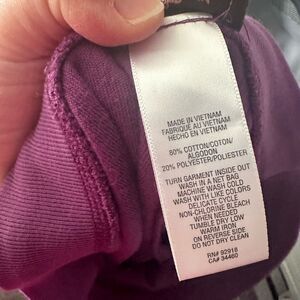 MADE IN VIETNAM
FABRIQUÉ AU VIETNAM
HECHO EN VIETNAM
80% COTTON/COTON/
ALGODON
20% POLYESTER/POLIESTER
TURN GARMENT INSIDE OUT
WASH IN A NET BAG
MACHINE WASH COLD
WASH WITH LIKE COLORS
DELICATE CYCLE
NON-CHLORINE BLEACH
WHEN NEEDED
TUMBLE DRY LOW
WARM IRON
ON REVERSE SIDE
DO NOT DRY CLEAN
RN# 92918
CA# 34460